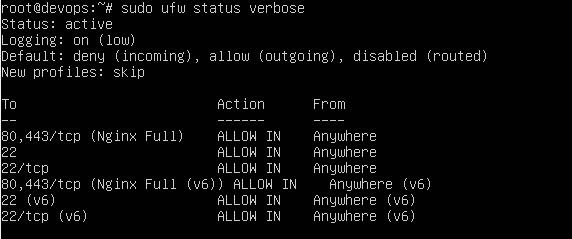 root@devops:~# sudo ufw status verbose
Status: active
Logging: on (low)
Default: deny (incoming), allow (outgoing), disabled (routed)
New profiles: skip

To                         Action      From
--                         ------      ----
80,443/tcp (Nginx Full)    ALLOW IN    Anywhere
22                         ALLOW IN    Anywhere
22/tcp                     ALLOW IN    Anywhere
80,443/tcp (Nginx Full (v6)) ALLOW IN    Anywhere (v6)
22 (v6)                    ALLOW IN    Anywhere (v6)
22/tcp (v6)                ALLOW IN    Anywhere (v6)